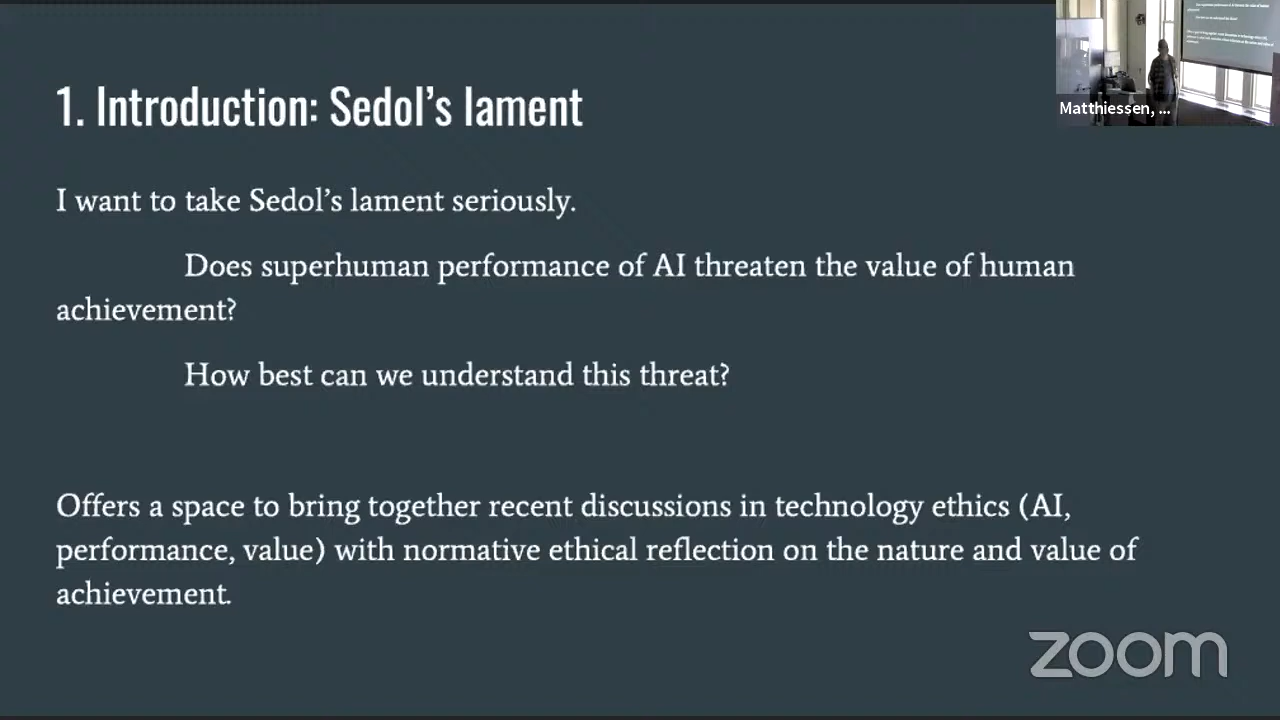 1. Introduction: Sedol's lament
Matthiessen, ...
I want to take Sedol's lament seriously.
Does superhuman performance of AI threaten the value of human
achievement?
How best can we understand this threat?
Offers a space to bring together recent discussions in technology ethics (AI,
performance, value) with normative ethical reflection on the nature and value of
achievement.
zoom